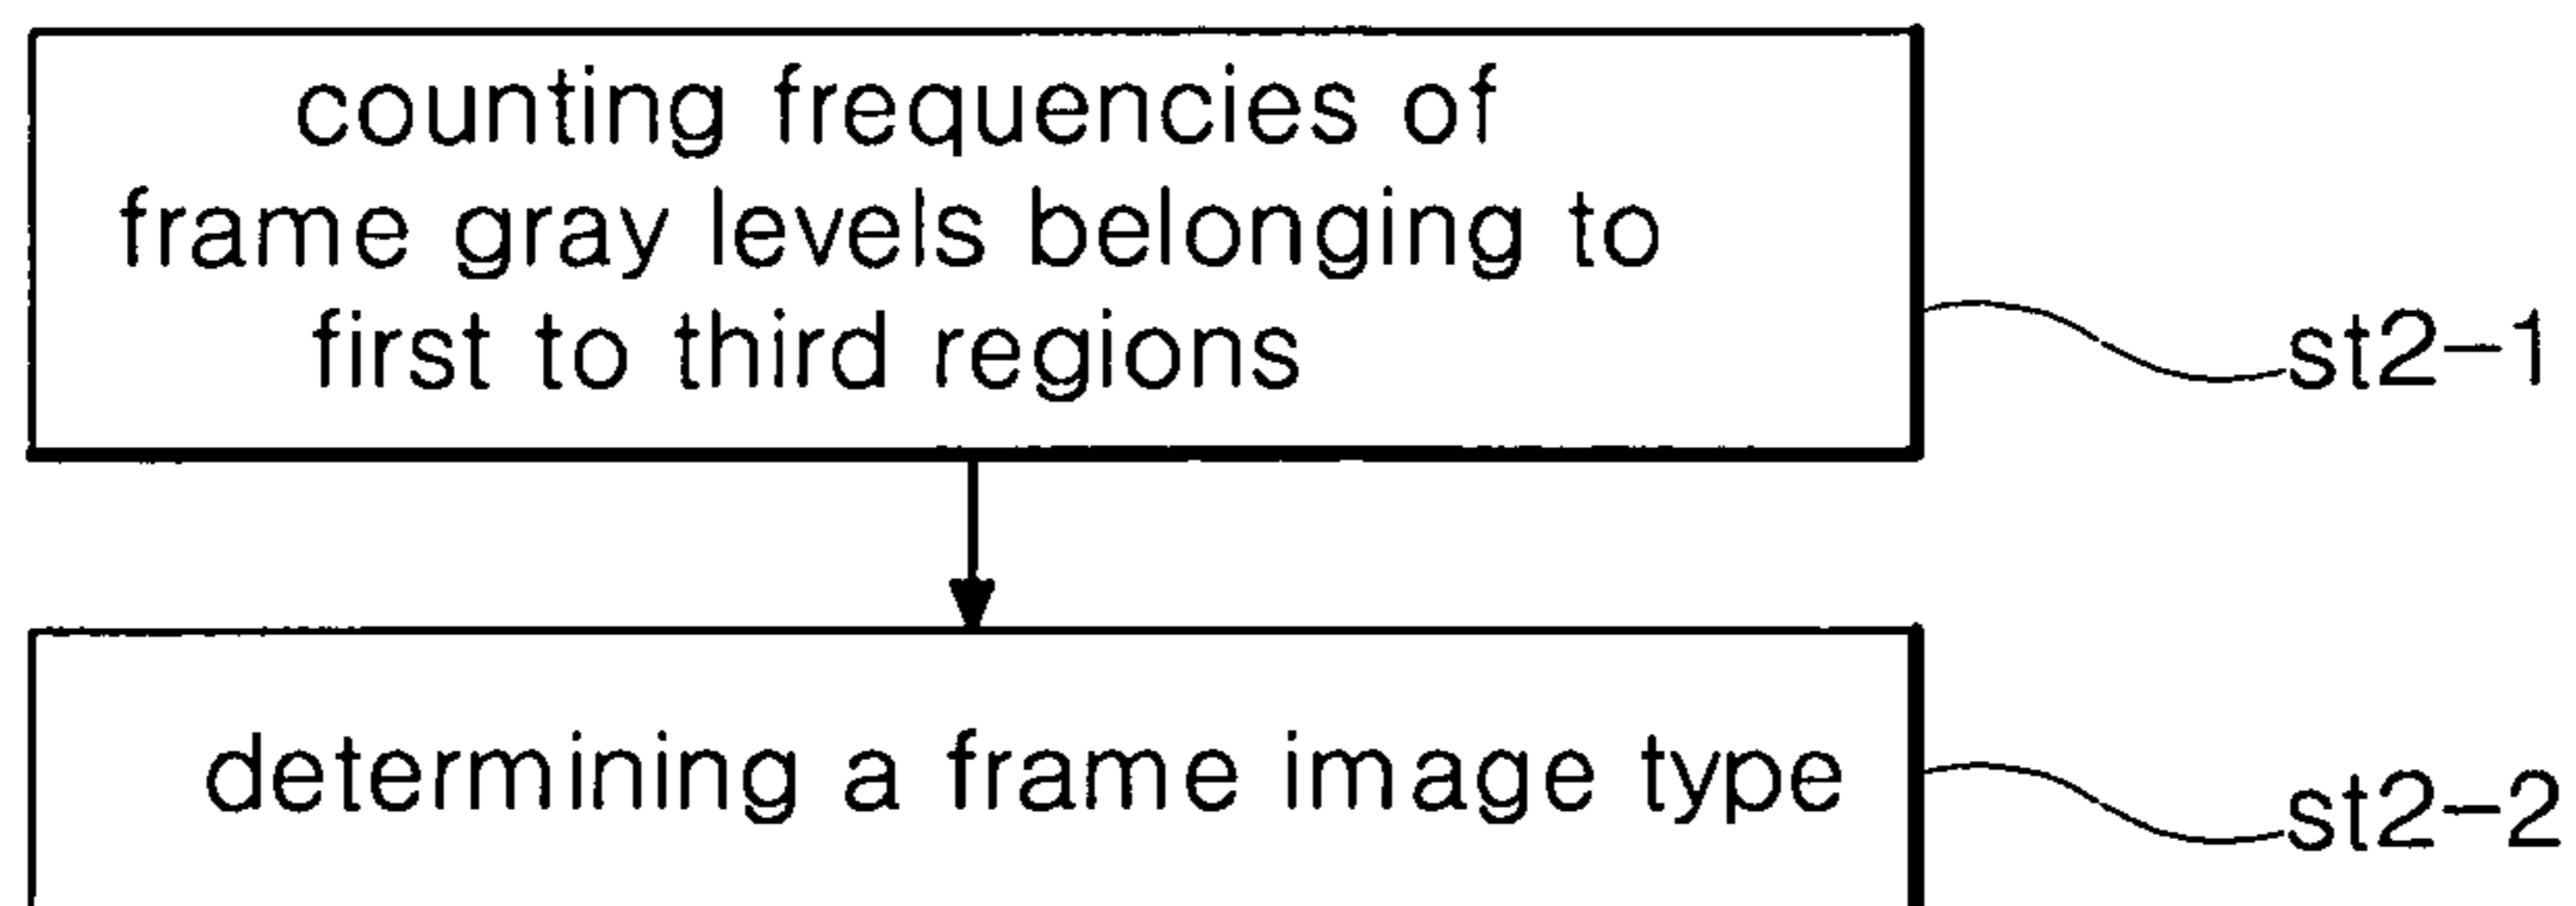 counting frequencies of
frame gray levels belonging to
first to third regions
st2-1
determining a frame image type
st2-2